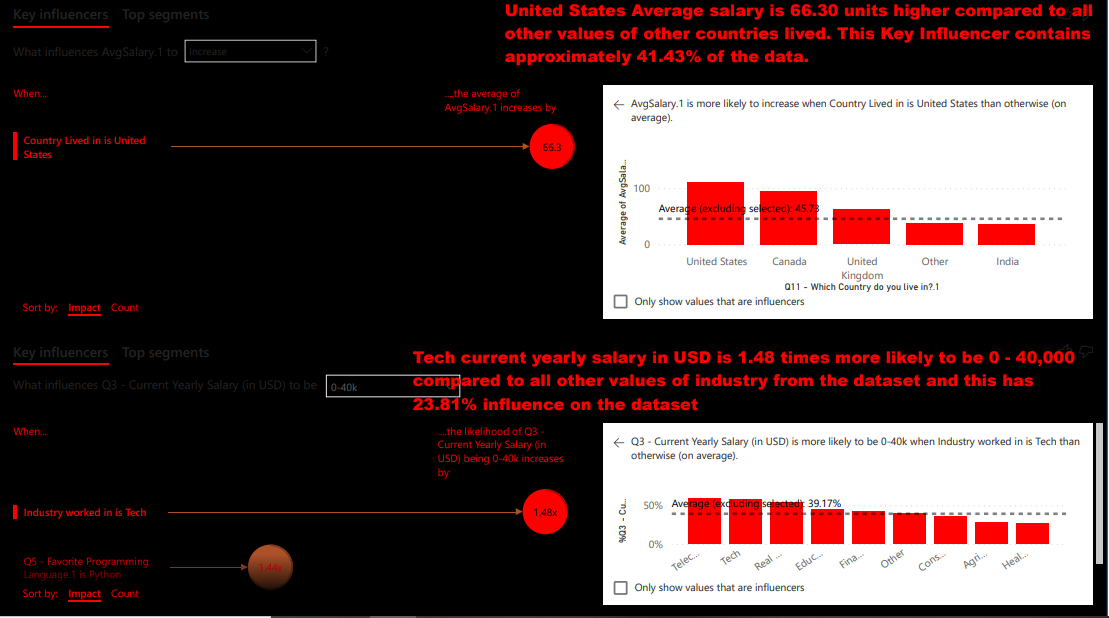 Key influencers Top segments
United States Average salary is 66.30 units higher compared to all
other values of other countries lived. This Key Influencer contains
approximately 41.43% of the data.
What influences AvgSalary.1 to Increase ?
When...
....the average of
AvgSalary.1 increases by
Country Lived in is United
States
66.3
Sort by: Impact Count
AvgSalary.1 is more likely to increase when Country Lived in is United States than otherwise (on
average).
Average of AvgSala...
100
0
Average (excluding selected): 45.73
United States Canada United Kingdom Other India
Q11 - Which Country do you live in?.1
Only show values that are influencers
Key influencers Top segments
Tech current yearly salary in USD is 1.48 times more likely to be 0 - 40,000
compared to all other values of industry from the dataset and this has
23.81% influence on the dataset
What influences Q3 - Current Yearly Salary (in USD) to be 0-40k
When...
....the likelihood of Q3 -
Current Yearly Salary (in
USD) being 0-40k increases
by
Industry worked in is Tech
1.48x
Q5 - Favorite Programming
Language.1 is Python
1.44x
Sort by: Impact Count
Q3 - Current Yearly Salary (in USD) is more likely to be 0-40k when Industry worked in is Tech than
otherwise (on average).
%Q3 - Cu...
50%
0%
Average (excluding selected): 39.17%
Telec... Tech Real ... Educ... Fina... Other Cons... Agri... Heal...
Only show values that are influencers